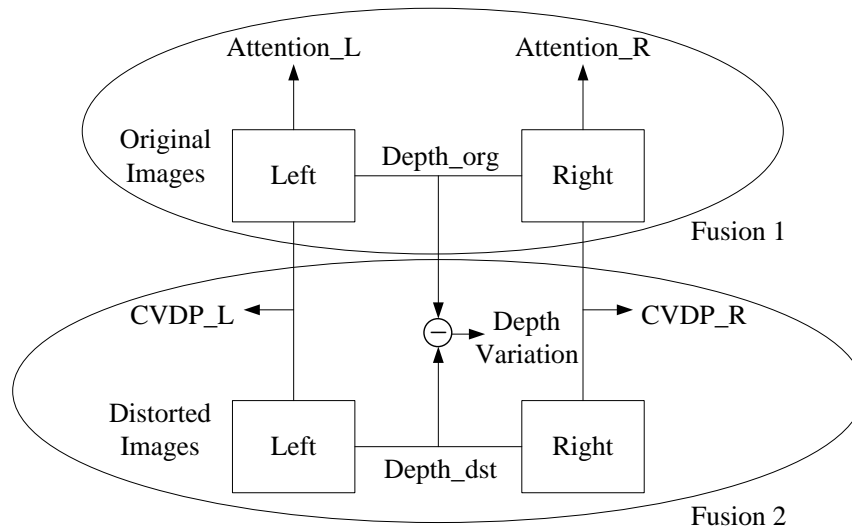 Attention_L
Attention_R
Original
Images
Left
Depth_org
Right
Fusion 1
CVDP_L
Depth
Variation
CVDP_R
Distorted
Images
Left
Depth_dst
Right
Fusion 2